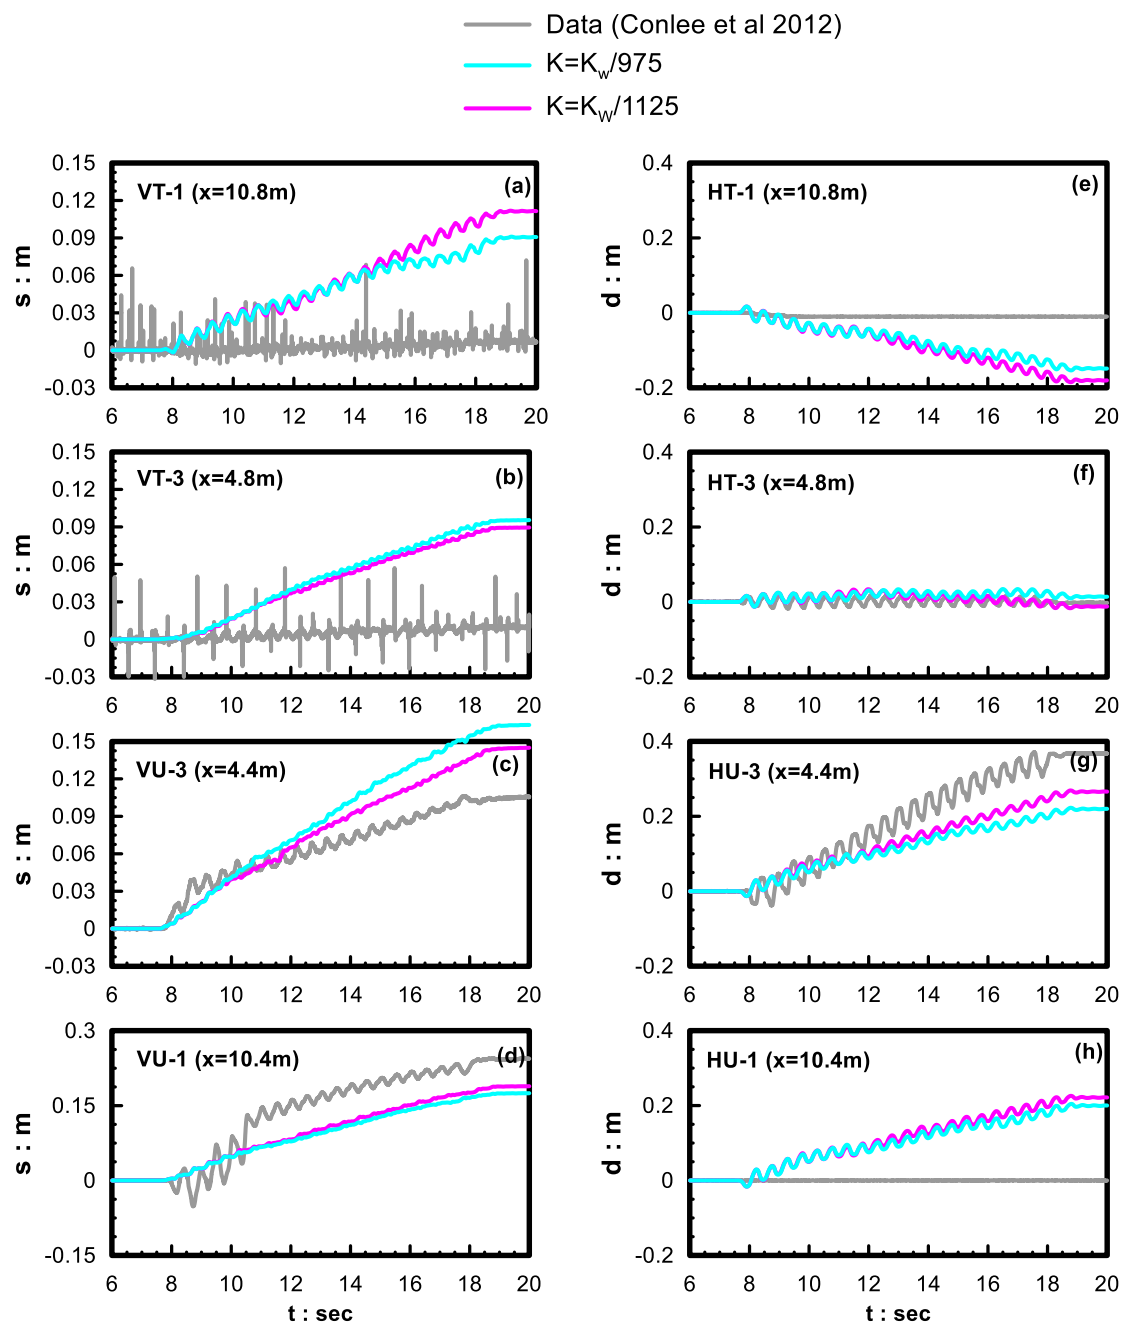 Data (Conlee et al 2012)
K=Kw/975
K=KW/1125
0.15
0.12
0.09
0.06
0.03
0
-0.03
s : m
VT-1 (x=10.8m)
(a)
6 8 10 12 14 16 18 20
0.4
0.2
0
-0.2
d : m
HT-1 (x=10.8m)
(e)
6 8 10 12 14 16 18 20
0.15
0.12
0.09
0.06
0.03
0
-0.03
s : m
VT-3 (x=4.8m)
(b)
6 8 10 12 14 16 18 20
0.4
0.2
0
-0.2
d : m
HT-3 (x=4.8m)
(f)
6 8 10 12 14 16 18 20
0.15
0.12
0.09
0.06
0.03
0
-0.03
s : m
VU-3 (x=4.4m)
(c)
6 8 10 12 14 16 18 20
0.4
0.2
0
-0.2
d : m
HU-3 (x=4.4m)
(g)
6 8 10 12 14 16 18 20
0.3
0.15
0
-0.15
s : m
VU-1 (x=10.4m)
(d)
6 8 10 12 14 16 18 20
t : sec
0.4
0.2
0
-0.2
d : m
HU-1 (x=10.4m)
(h)
6 8 10 12 14 16 18 20
t : sec